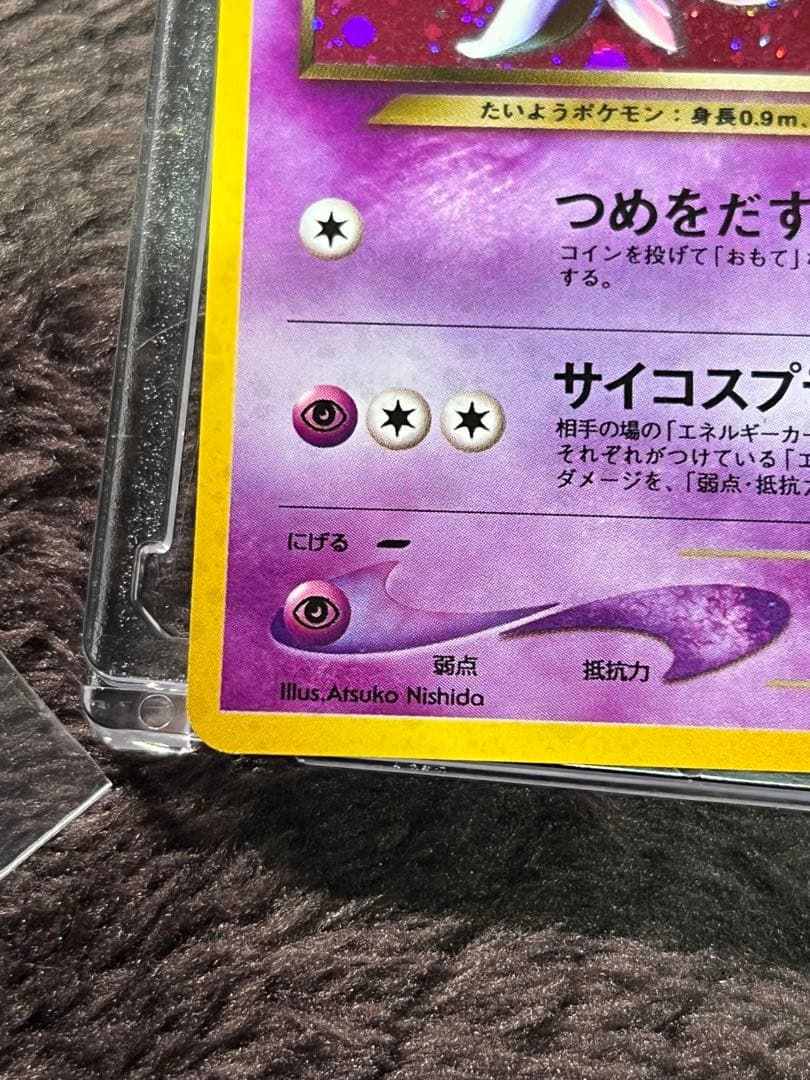 たいようポケモン：身長0.9m.
つめをだす
コインを投げて「おもて」
する。
サイコスプ
相手の場の「エネルギーカー
それぞれがつけている「エ
ダメージを、「弱点・抵抗力
にげる
弱点
抵抗力
Illus.Atsuko Nishida